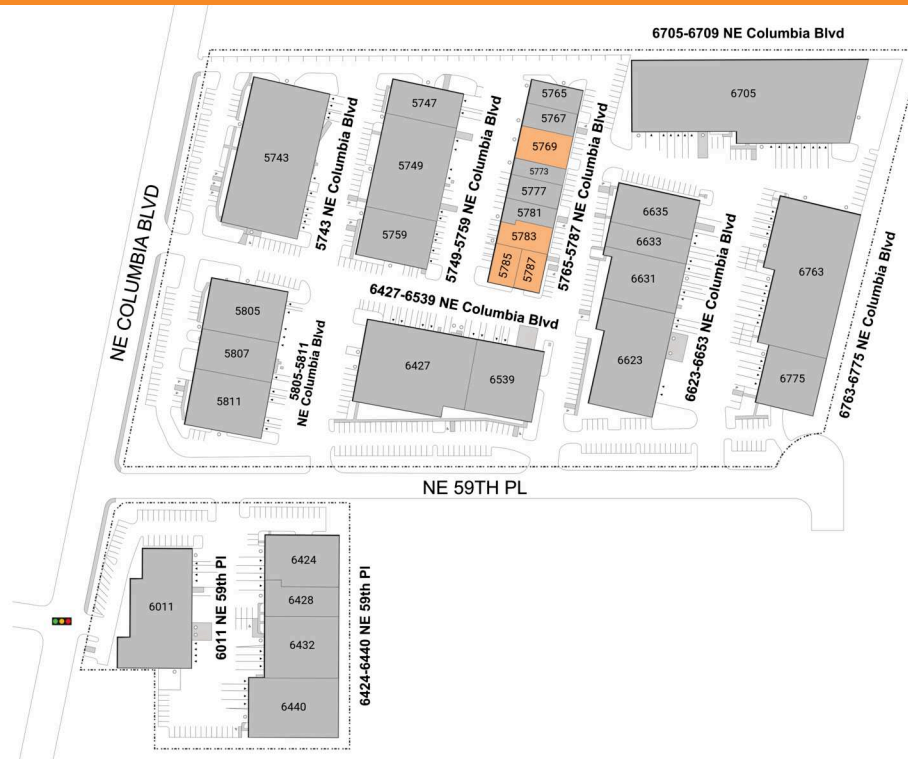 6705-6709 NE Columbia Blvd
6705
5743
5743 NE Columbia Blvd
5747
5749
5759
5749-5759 NE Columbia Blvd
5765
5767
5769
5773
5777
5781
5783
5785
5787
5765-5787 NE Columbia Blvd
6635
6633
6631
6623
6623-6653 NE Columbia Blvd
6763
6775
6763-6775 NE Columbia Blvd
NE COLUMBIA BLVD
5805
5807
5811
5805-5811
NE Columbia Blvd
6427-6539 NE Columbia Blvd
6427
6539
NE 59TH PL
6011
6011 NE 59th Pl
6424
6428
6432
6440
6424-6440 NE 59th Pl